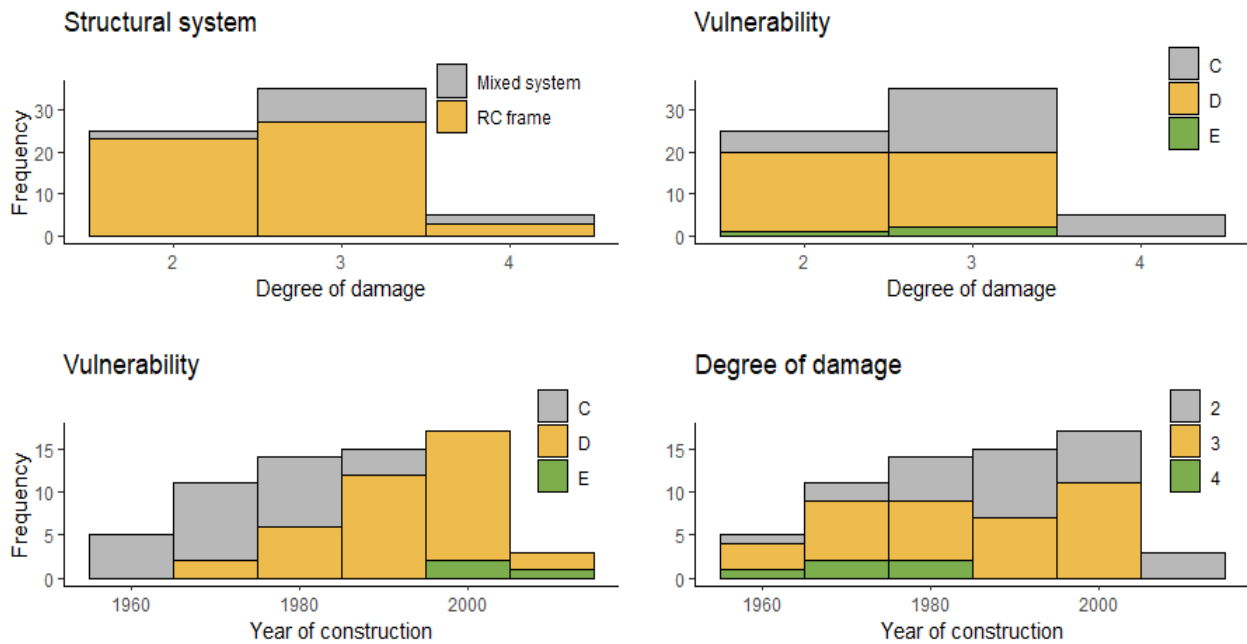 Structural system
Mixed system
RC frame
30
20
10
0
Frequency
2 3 4
Degree of damage
Vulnerability
C
D
E
30
20
10
0
2 3 4
Degree of damage
Vulnerability
C
D
E
15
10
5
0
Frequency
1960 1980 2000
Year of construction
Degree of damage
2
3
4
15
10
5
0
1960 1980 2000
Year of construction